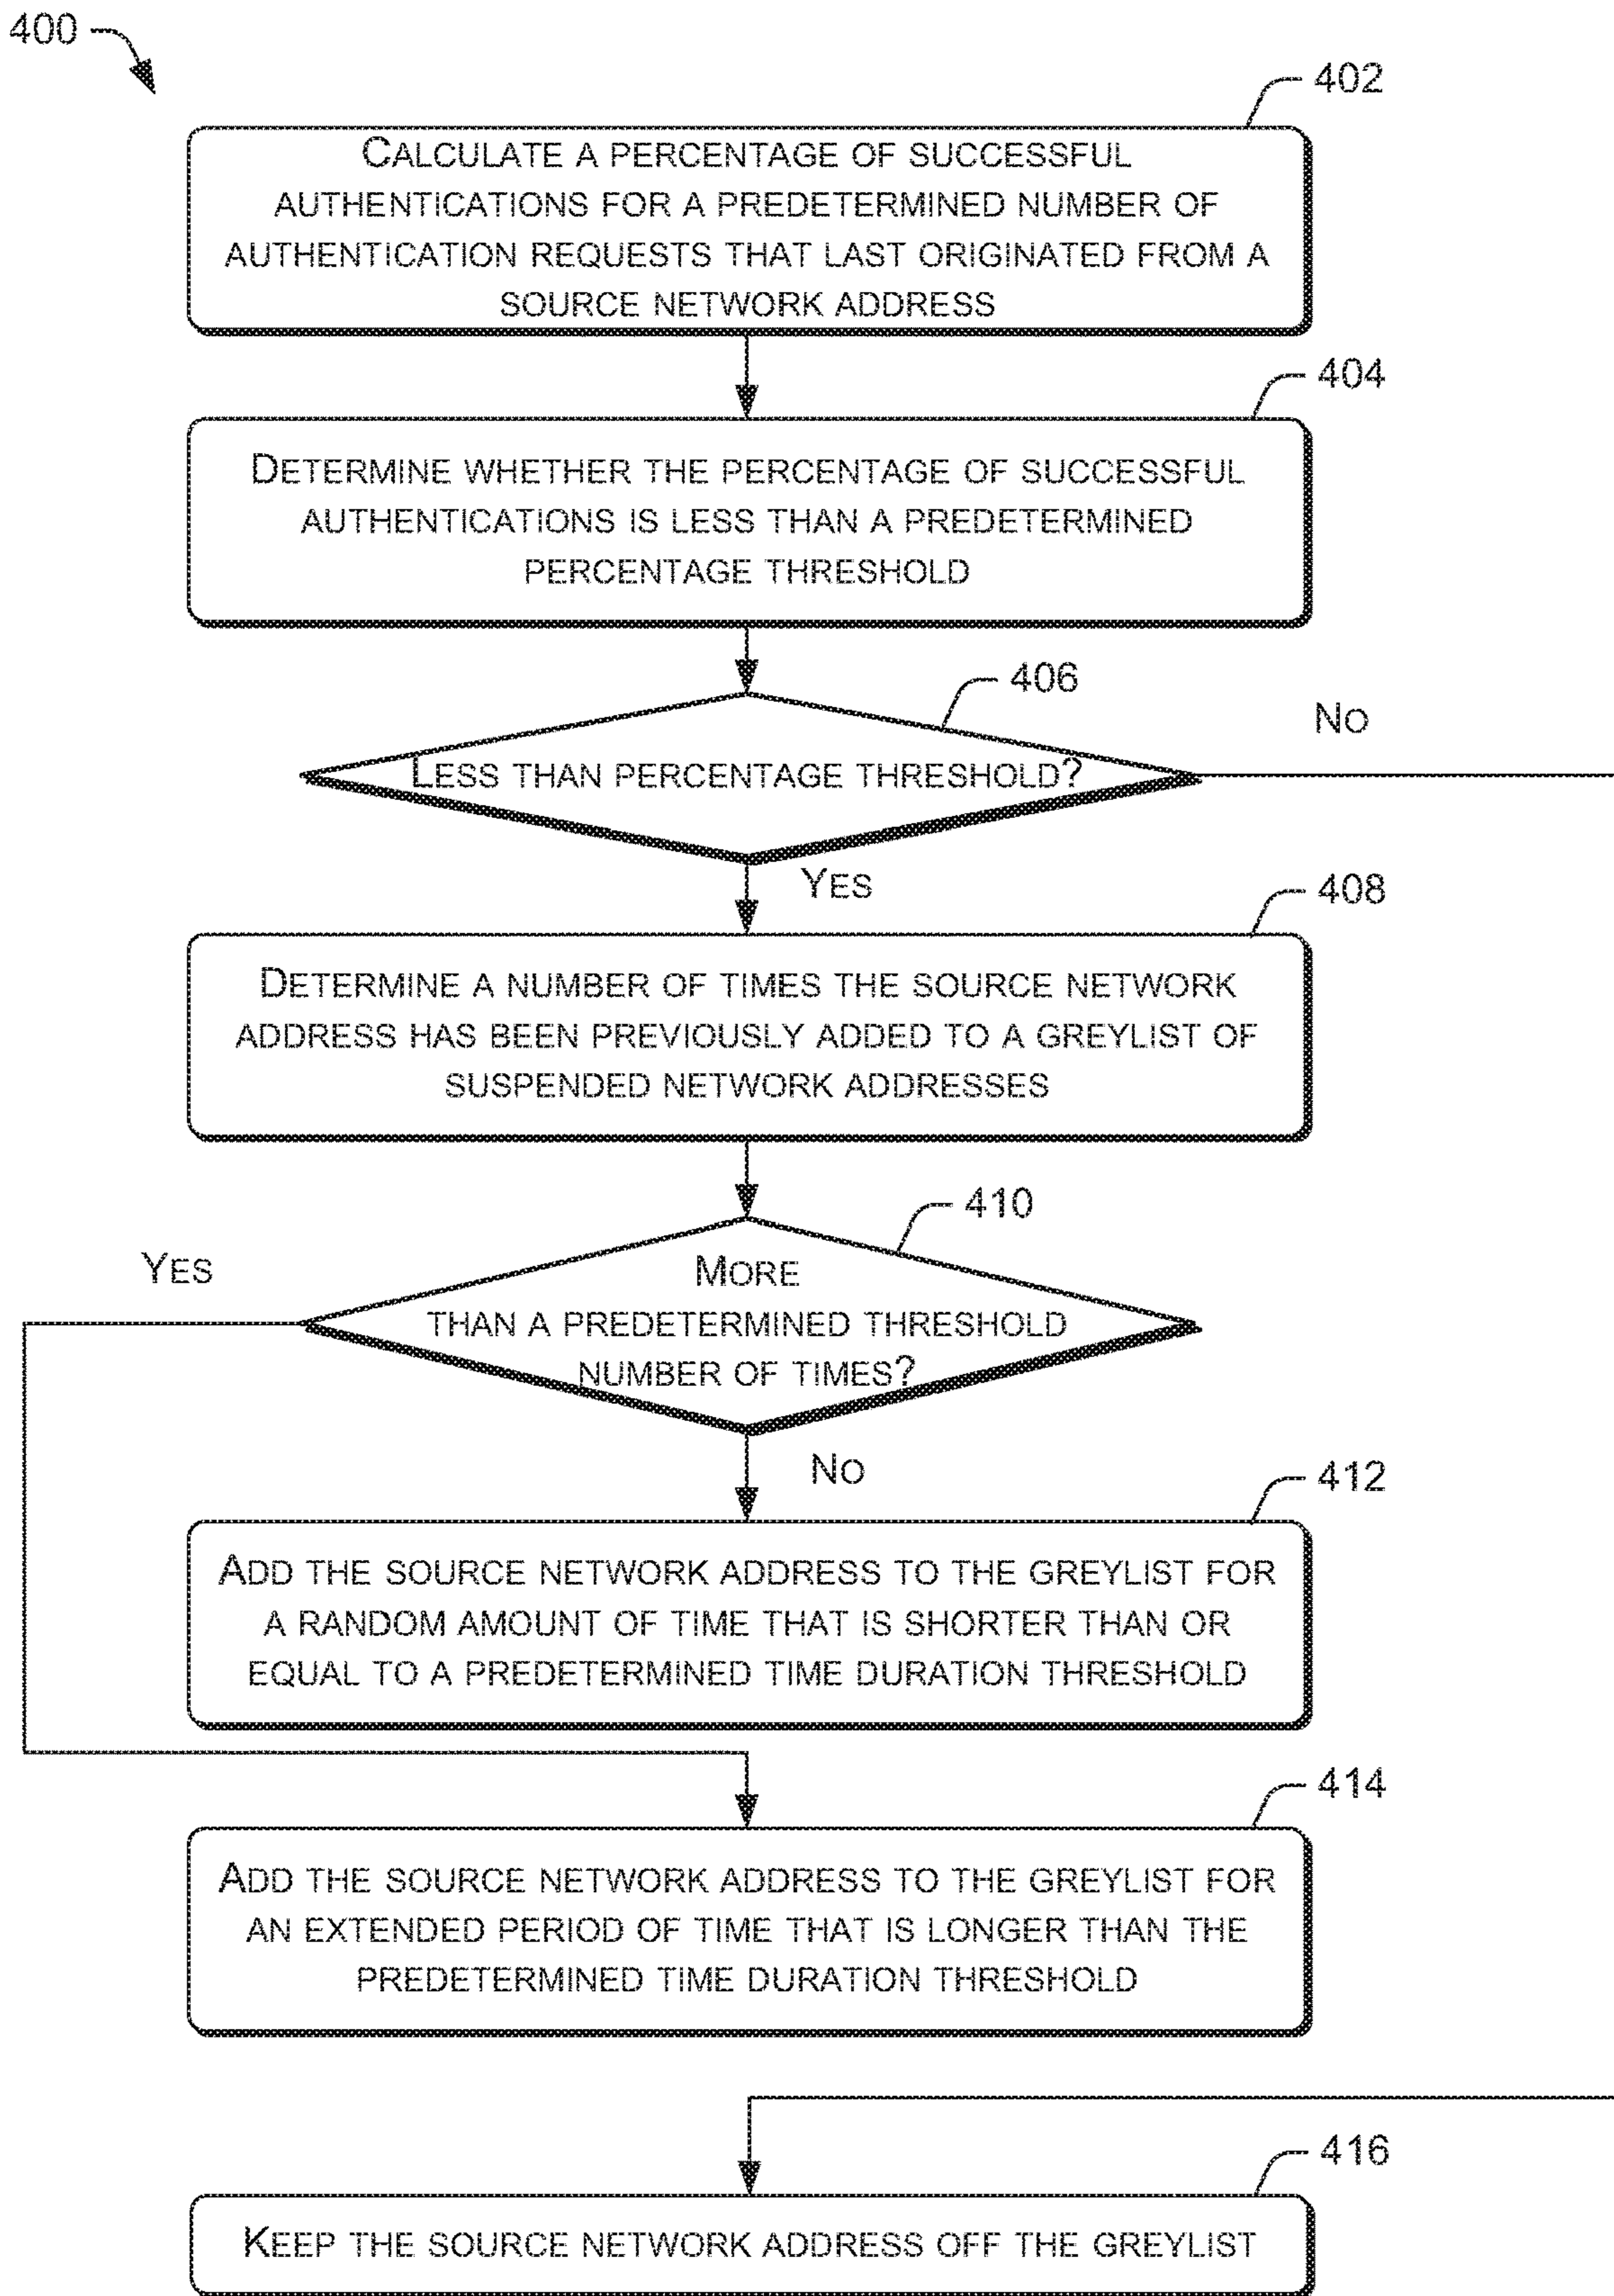 400
402
CALCULATE A PERCENTAGE OF SUCCESSFUL
AUTHENTICATIONS FOR A PREDETERMINED NUMBER OF
AUTHENTICATION REQUESTS THAT LAST ORIGINATED FROM A
SOURCE NETWORK ADDRESS
404
DETERMINE WHETHER THE PERCENTAGE OF SUCCESSFUL
AUTHENTICATIONS IS LESS THAN A PREDETERMINED
PERCENTAGE THRESHOLD
406
NO
LESS THAN PERCENTAGE THRESHOLD?
YES
408
DETERMINE A NUMBER OF TIMES THE SOURCE NETWORK
ADDRESS HAS BEEN PREVIOUSLY ADDED TO A GREYLIST OF
SUSPENDED NETWORK ADDRESSES
410
YES
MORE
THAN A PREDETERMINED THRESHOLD
NUMBER OF TIMES?
NO
412
ADD THE SOURCE NETWORK ADDRESS TO THE GREYLIST FOR
A RANDOM AMOUNT OF TIME THAT IS SHORTER THAN OR
EQUAL TO A PREDETERMINED TIME DURATION THRESHOLD
414
ADD THE SOURCE NETWORK ADDRESS TO THE GREYLIST FOR
AN EXTENDED PERIOD OF TIME THAT IS LONGER THAN THE
PREDETERMINED TIME DURATION THRESHOLD
416
KEEP THE SOURCE NETWORK ADDRESS OFF THE GREYLIST